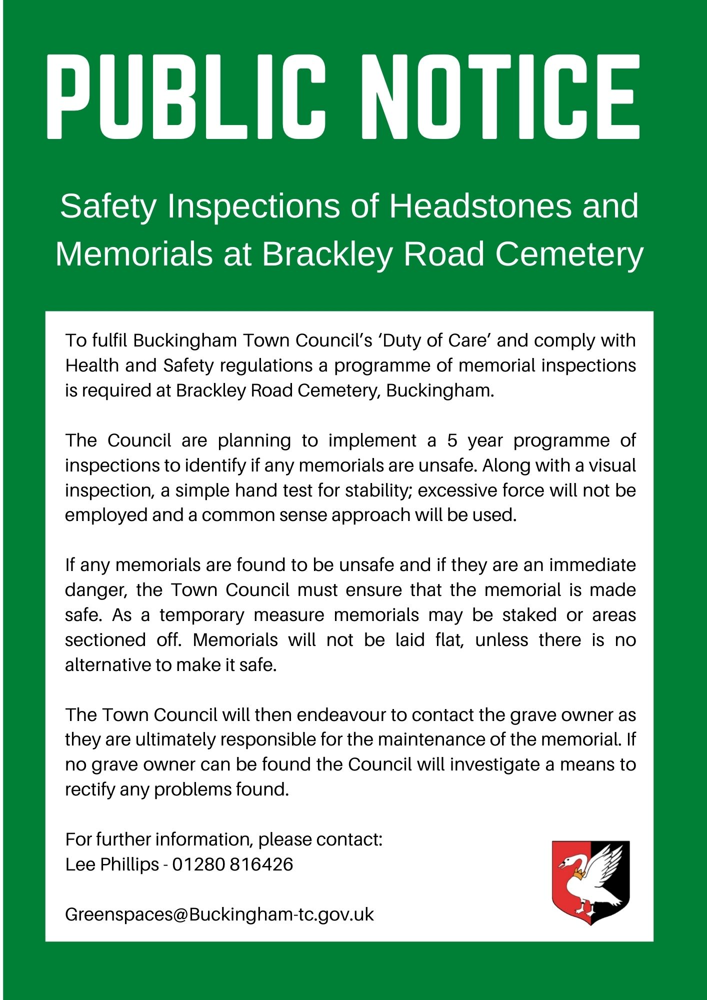 PUBLIC NOTICE
Safety Inspections of Headstones and
Memorials at Brackley Road Cemetery
To fulfil Buckingham Town Council’s ‘Duty of Care’ and comply with
Health and Safety regulations a programme of memorial inspections
is required at Brackley Road Cemetery, Buckingham.
The Council are planning to implement a 5 year programme of
inspections to identify if any memorials are unsafe. Along with a visual
inspection, a simple hand test for stability; excessive force will not be
employed and a common sense approach will be used.
If any memorials are found to be unsafe and if they are an immediate
danger, the Town Council must ensure that the memorial is made
safe. As a temporary measure memorials may be staked or areas
sectioned off. Memorials will not be laid flat, unless there is no
alternative to make it safe.
The Town Council will then endeavour to contact the grave owner as
they are ultimately responsible for the maintenance of the memorial. If
no grave owner can be found the Council will investigate a means to
rectify any problems found.
For further information, please contact:
Lee Phillips - 01280 816426
Greenspaces@Buckingham-tc.gov.uk